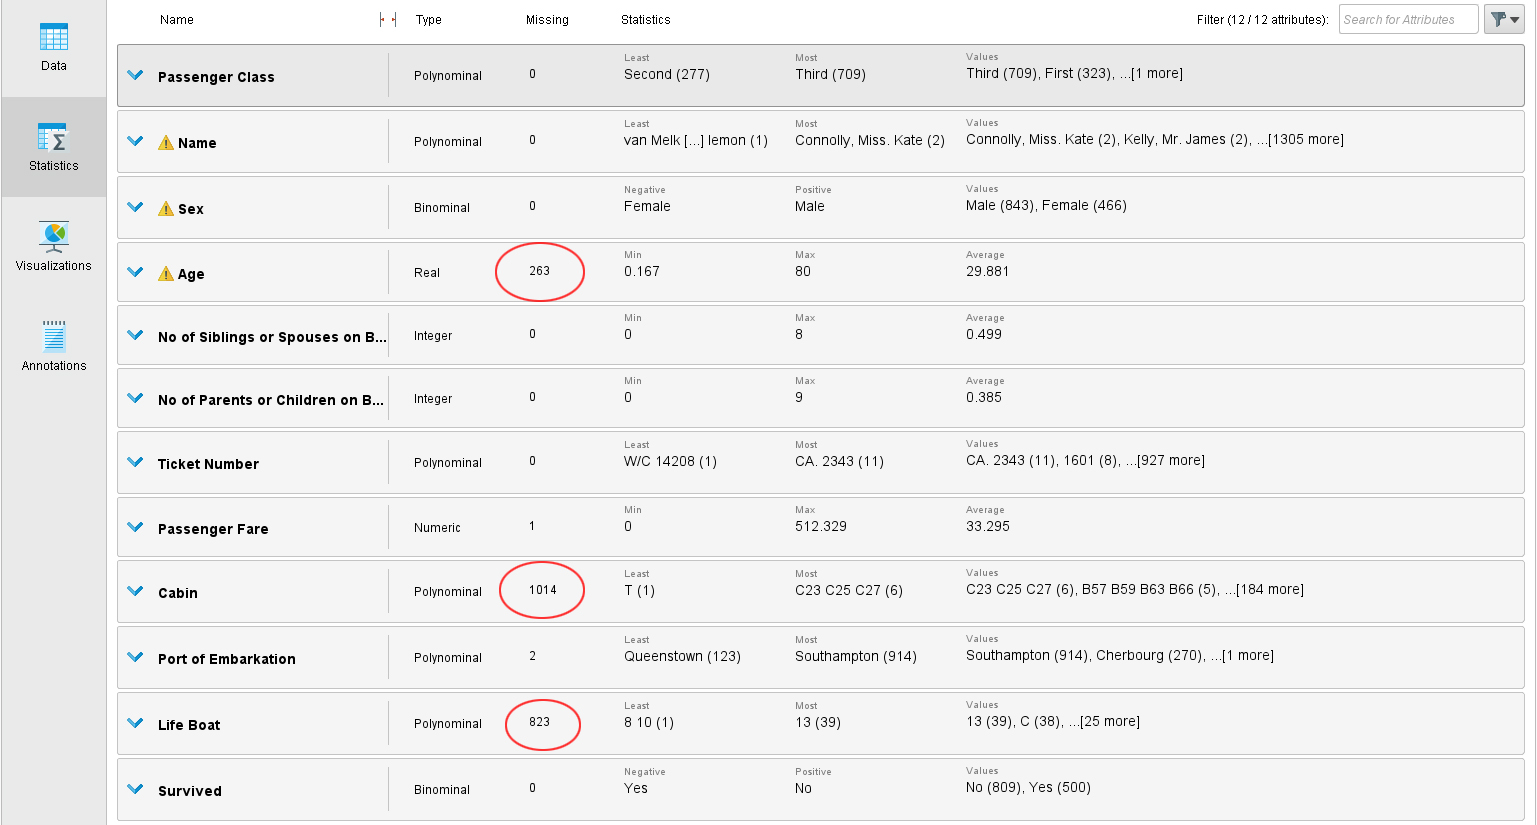 Name Type Missing Statistics Filter (12 / 12 attributes): Search for Attributes
Data
Statistics
Visualizations
Annotations
Least Most Values
Passenger Class Polynominal 0 Second (277) Third (709) Third (709), First (323), ...[1 more]
Least Most Values
Name Polynominal 0 van Melk [...] lemon (1) Connolly, Miss. Kate (2) Connolly, Miss. Kate (2), Kelly, Mr. James (2), ...[1305 more]
Negative Positive Values
Sex Binominal 0 Female Male Male (843), Female (466)
Min Max Average
Age Real 263 0.167 80 29.881
Min Max Average
No of Siblings or Spouses on B... Integer 0 0 8 0.499
Min Max Average
No of Parents or Children on B... Integer 0 0 9 0.385
Least Most Values
Ticket Number Polynominal 0 W/C 14208 (1) CA. 2343 (11) CA. 2343 (11), 1601 (8), ...[927 more]
Min Max Average
Passenger Fare Numeric 1 0 512.329 33.295
Least Most Values
Cabin Polynominal 1014 T (1) C23 C25 C27 (6) C23 C25 C27 (6), B57 B59 B63 B66 (5), ...[184 more]
Least Most Values
Port of Embarkation Polynominal 2 Queenstown (123) Southampton (914) Southampton (914), Cherbourg (270), ...[1 more]
Least Most Values
Life Boat Polynominal 823 8 10 (1) 13 (39) 13 (39), C (38), ...[25 more]
Negative Positive Values
Survived Binominal 0 Yes No No (809), Yes (500)